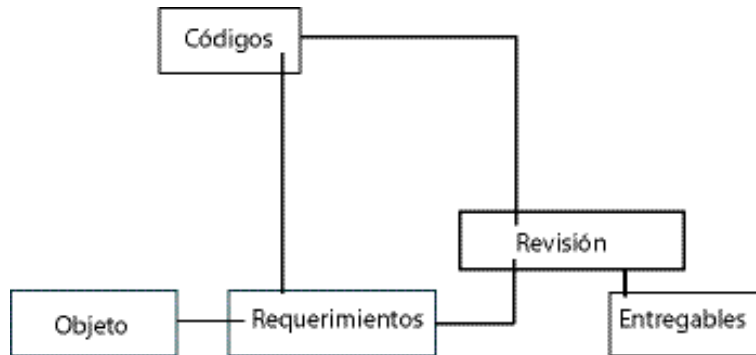 Códigos
Revisión
Objeto
Requerimientos
Entregables